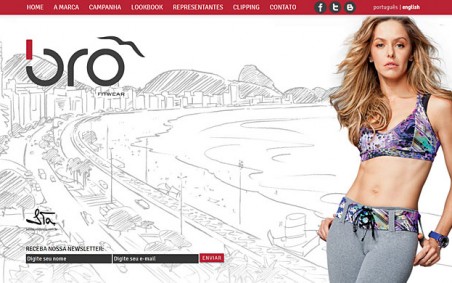 HOME A MARCA CAMPANHA LOOKBOOK REPRESENTANTES CLIPPING CONTATO português | english
bro
FITWEAR
RECEBA NOSSA NEWSLETTER:
Digite seu nome Digite seu e-mail ENVIAR